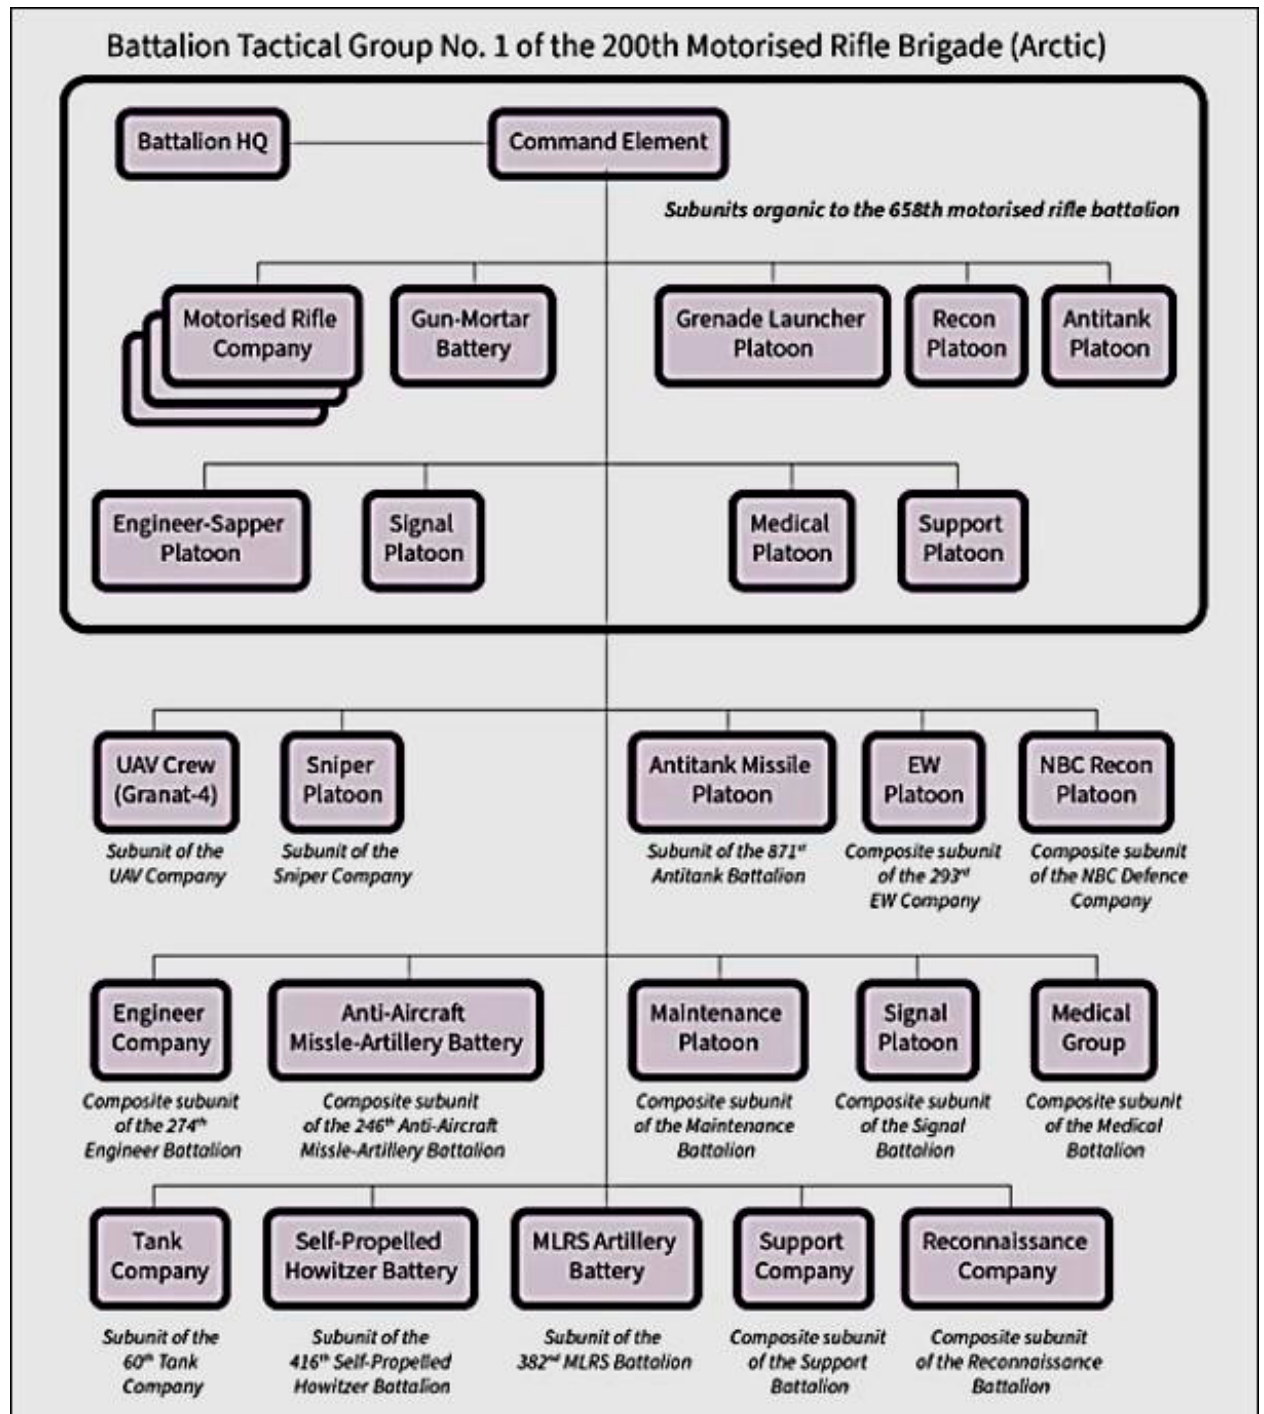 Battalion Tactical Group No. 1 of the 200th Motorised Rifle Brigade (Arctic)
Battalion HQ
Command Element
Subunits organic to the 658th motorised rifle battalion
Motorised Rifle
Company
Gun-Mortar
Battery
Grenade Launcher
Platoon
Recon
Platoon
Antitank
Platoon
Engineer-Sapper
Platoon
Signal
Platoon
Medical
Platoon
Support
Platoon
UAV Crew
(Granat-4)
Subunit of the
UAV Company
Sniper
Platoon
Subunit of the
Sniper Company
Antitank Missile
Platoon
Subunit of the 871st
Antitank Battalion
EW
Platoon
Composite subunit
of the 293rd
EW Company
NBC Recon
Platoon
Composite subunit
of the NBC Defence
Company
Engineer
Company
Composite subunit
of the 274th
Engineer Battalion
Anti-Aircraft
Missle-Artillery Battery
Composite subunit
of the 246th Anti-Aircraft
Missle-Artillery Battalion
Maintenance
Platoon
Composite subunit
of the Maintenance
Battalion
Signal
Platoon
Composite subunit
of the Signal
Battalion
Medical
Group
Composite subunit
of the Medical
Battalion
Tank
Company
Subunit of the
60th Tank
Company
Self-Propelled
Howitzer Battery
Subunit of the
416th Self-Propelled
Howitzer Battalion
MLRS Artillery
Battery
Subunit of the
382nd MLRS Battalion
Support
Company
Composite subunit
of the Support
Battalion
Reconnaissance
Company
Composite subunit
of the Reconnaissance
Battalion